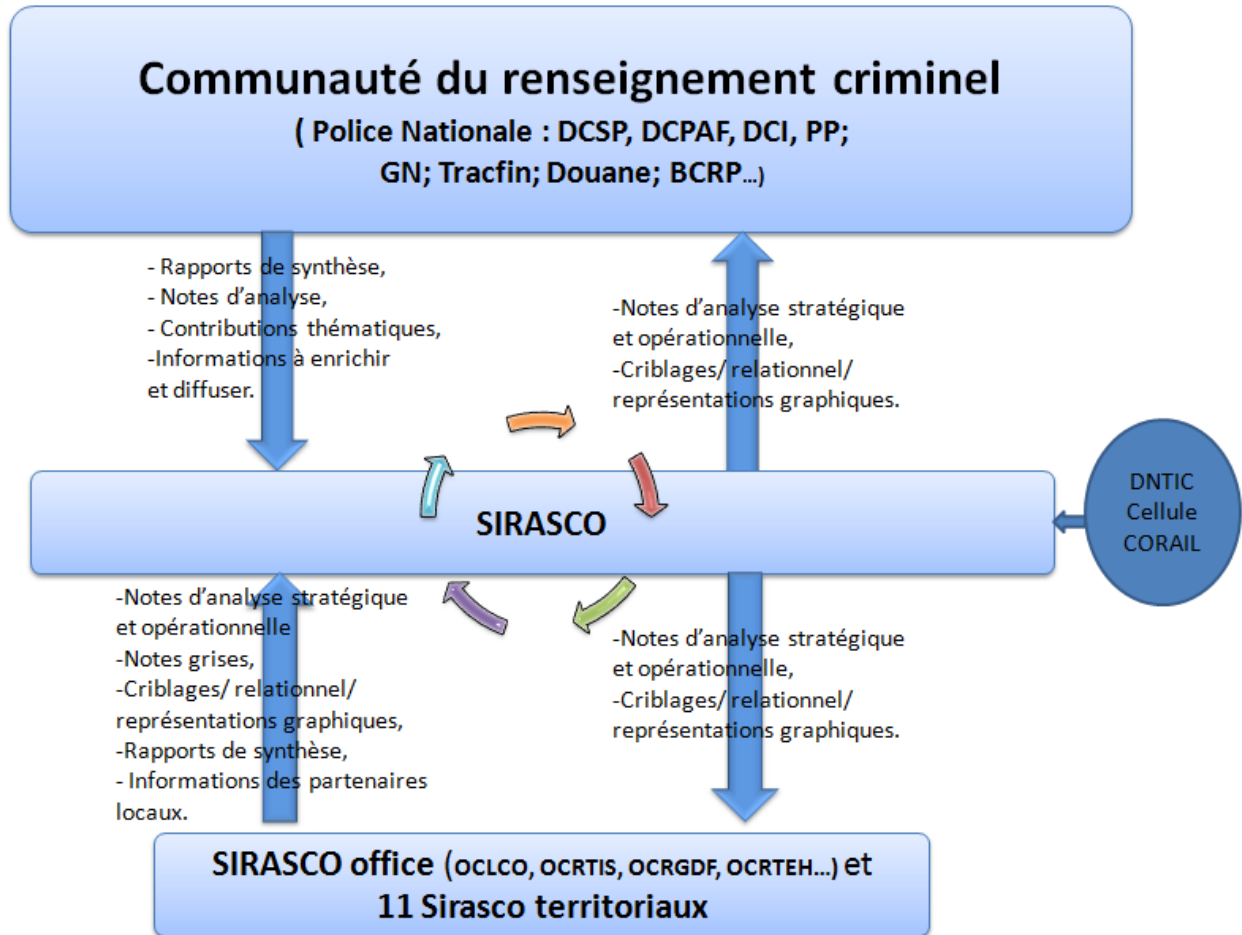 Communauté du renseignement criminel
( Police Nationale : DCSP, DCPAF, DCI, PP;
GN; Tracfin; Douane; BCRP...)
- Rapports de synthèse,
- Notes d'analyse,
- Contributions thématiques,
-Informations à enrichir
et diffuser.
-Notes d'analyse stratégique
et opérationnelle,
-Criblages/ relationnel/
représentations graphiques.
SIRASCO
DNTIC
Cellule
CORAIL
-Notes d'analyse stratégique
et opérationnelle
-Notes grises,
-Criblages/ relationnel/
représentations graphiques,
-Rapports de synthèse,
- Informations des partenaires
locaux.
-Notes d'analyse stratégique
et opérationnelle,
-Criblages/ relationnel/
représentations graphiques.
SIRASCO office (OCLCO, OCRTIS, OCRGDF, OCRTEH...) et
11 Sirasco territoriaux